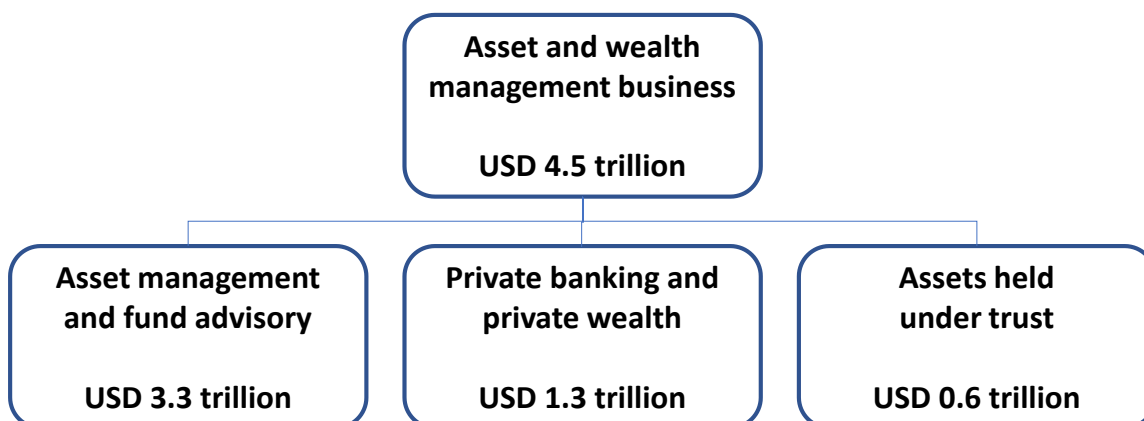 Asset and wealth
management business
USD 4.5 trillion
Asset management
and fund advisory
USD 3.3 trillion
Private banking and
private wealth
USD 1.3 trillion
Assets held
under trust
USD 0.6 trillion